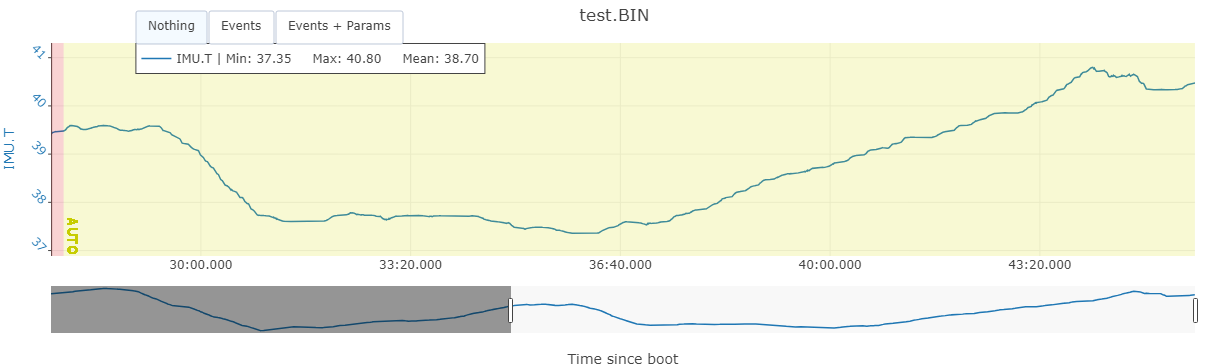 test.BIN
Nothing
Events
Events + Params
IMU.T | Min: 37.35 Max: 40.80 Mean: 38.70
41
40
39
38
37
IMU.T
AUTO
30:00.000
33:20.000
36:40.000
40:00.000
43:20.000
Time since boot